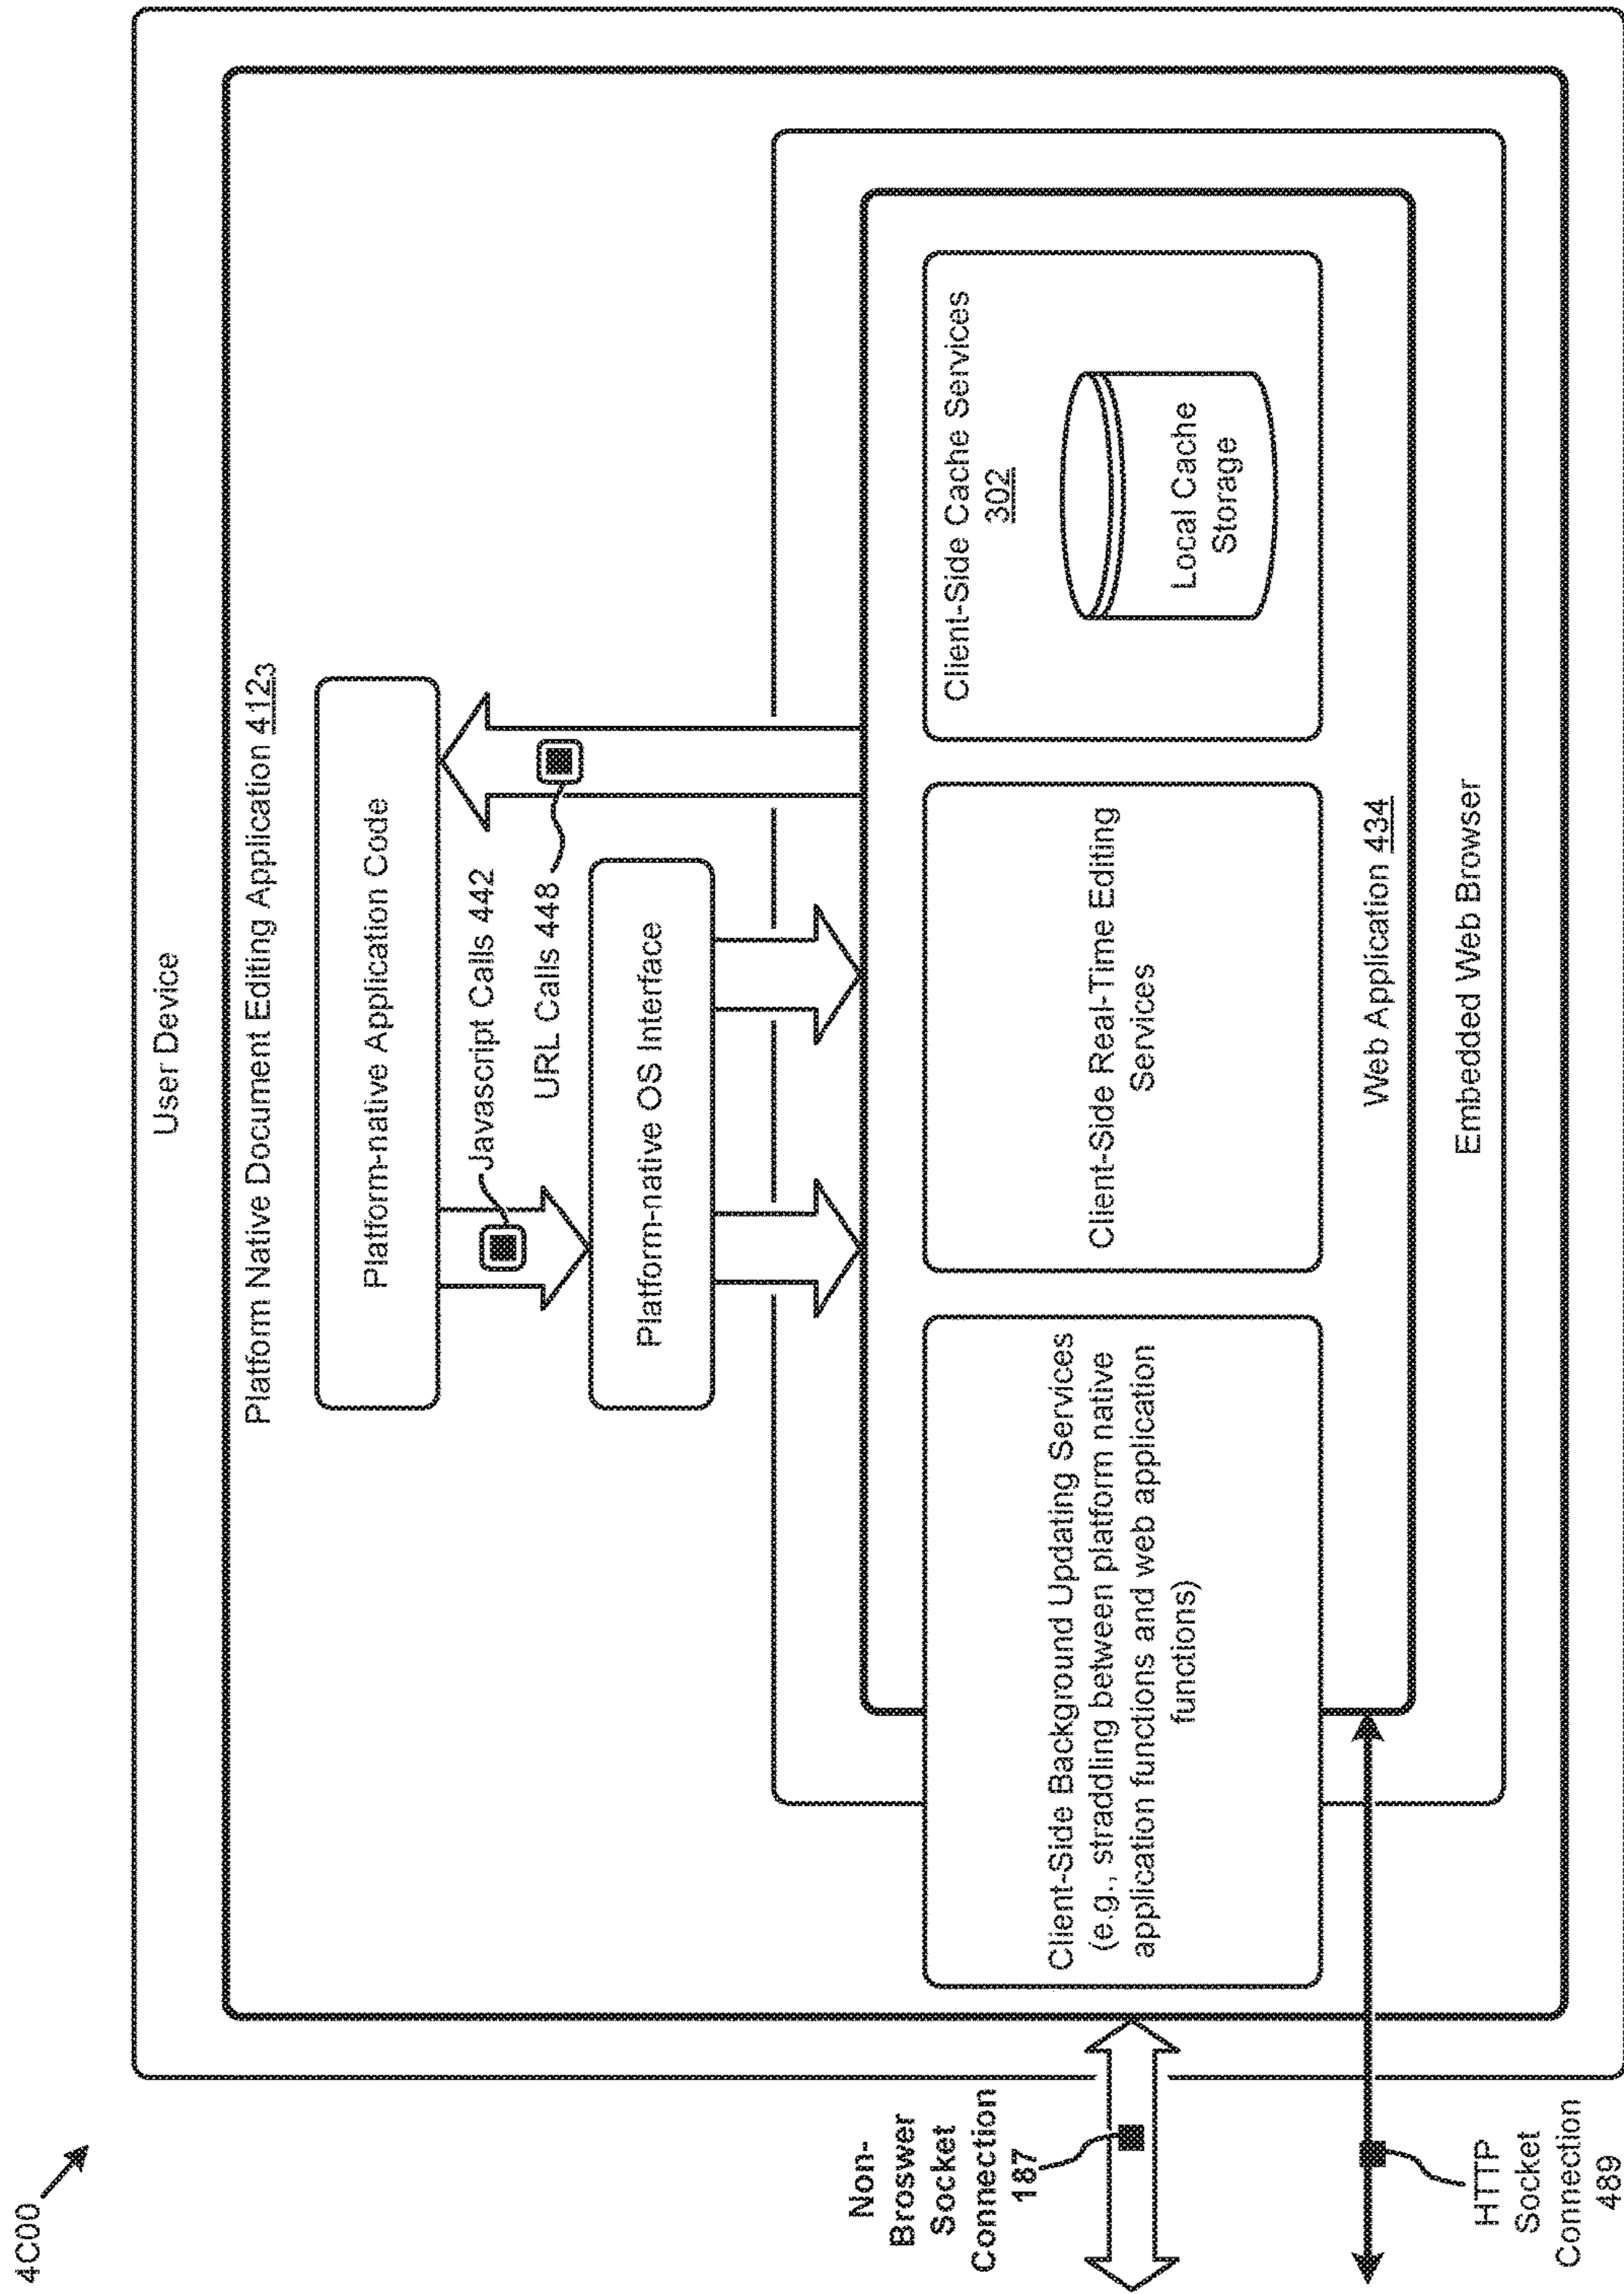 4C00
User Device
Platform Native Document Editing Application 412₃
Platform-native Application Code
Javascript Calls 442
URL Calls 448
Platform-native OS Interface
Client-Side Background Updating Services
(e.g., straddling between platform native
application functions and web application
functions)
Client-Side Real-Time Editing
Services
Client-Side Cache Services
302
Local Cache
Storage
Web Application 434
Embedded Web Browser
Non-
Broswer
Socket
Connection
187
HTTP
Socket
Connection
489